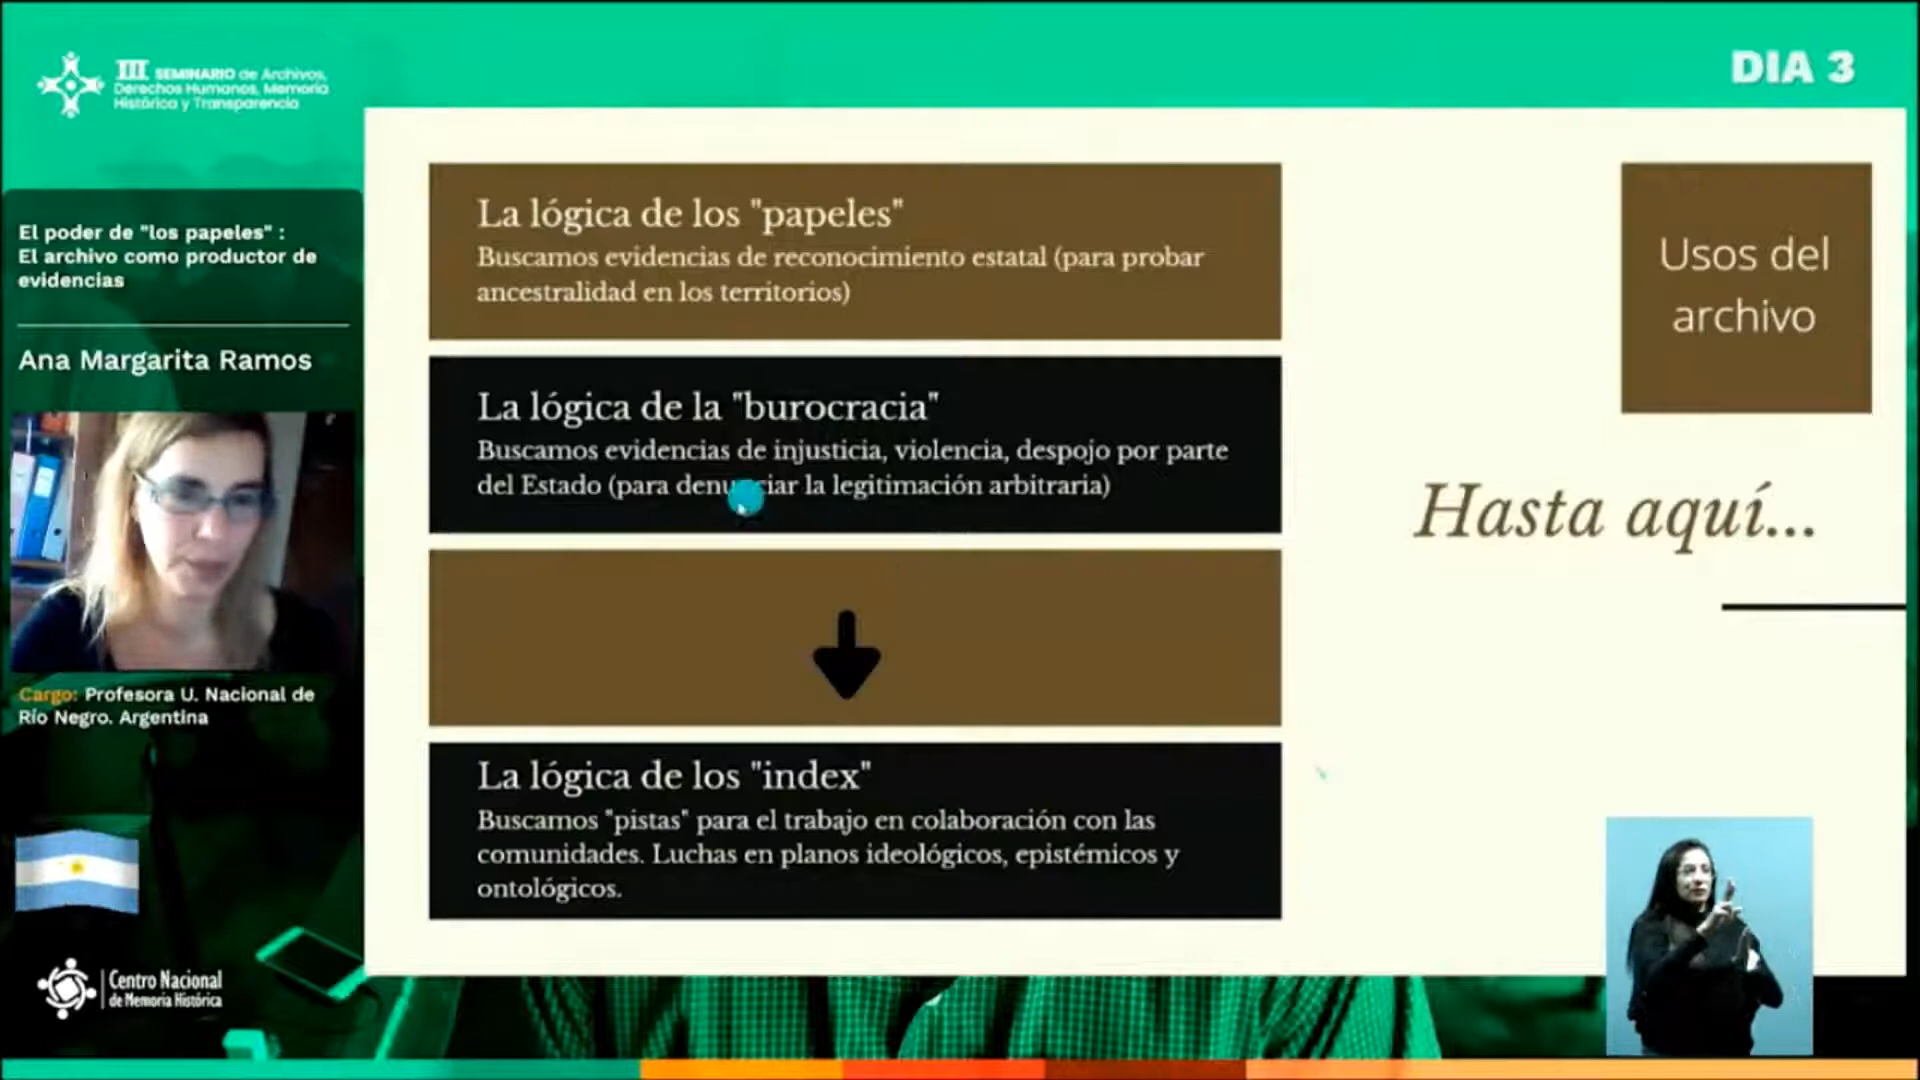 III SEMINARIO de Archivos,
Derechos Humanos, Memoria
Histórica y Transparencia
DIA 3
El poder de "los papeles" :
El archivo como productor de
evidencias
Ana Margarita Ramos
Cargo: Profesora U. Nacional de
Río Negro. Argentina
Centro Nacional
de Memoria Histórica
La lógica de los "papeles"
Buscamos evidencias de reconocimiento estatal (para probar
ancestralidad en los territorios)
La lógica de la "burocracia"
Buscamos evidencias de injusticia, violencia, despojo por parte
del Estado (para denunciar la legitimación arbitraria)
La lógica de los "index"
Buscamos "pistas" para el trabajo en colaboración con las
comunidades. Luchas en planos ideológicos, epistémicos y
ontológicos.
Usos del
archivo
Hasta aquí...